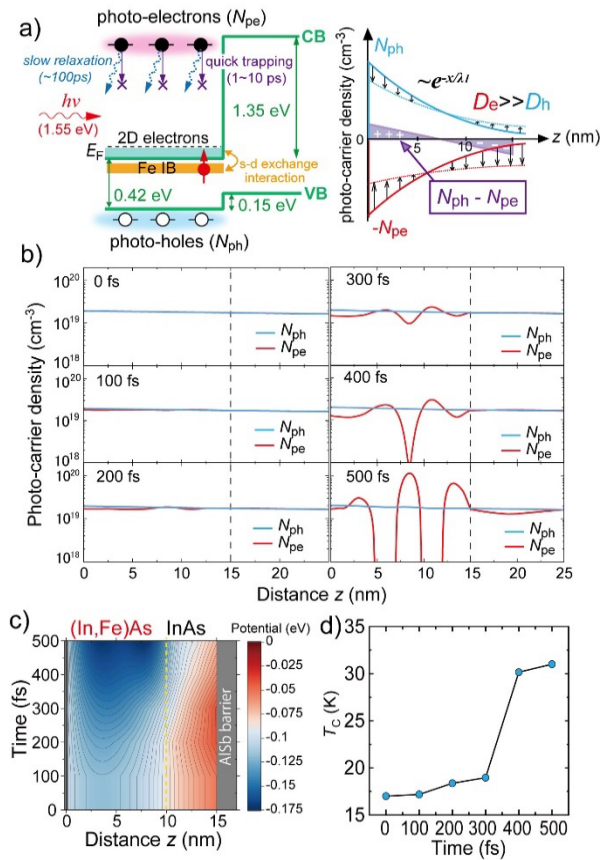 a)
photo-electrons (Npe)
slow relaxation
(~100ps)
quick trapping
(1~10 ps)
CB
hν
(1.55 eV)
1.35 eV
2D electrons
EF
Fe IB
s-d exchange
interaction
0.42 eV
0.15 eV
VB
photo-holes (Nph)
photo-carrier density (cm-3)
Nph
~e-x/λl
De>>Dh
0
5
10
z (nm)
Nph - Npe
-Npe
b)
Photo-carrier density (cm-3)
0 fs
300 fs
1020
1019
1018
Nph
Npe
Nph
Npe
100 fs
400 fs
1020
1019
1018
Nph
Npe
Nph
Npe
200 fs
500 fs
1020
1019
1018
Nph
Npe
Nph
Npe
0 5 10 15 20 25
0 5 10 15 20 25
Distance z (nm)
Distance z (nm)
c)
(In,Fe)As InAs
Potential (eV)
Time (fs)
500
400
300
200
100
0
0 5 10 15
Distance z (nm)
AlSb barrier
0
-0.025
-0.05
-0.075
-0.1
-0.125
-0.15
-0.175
d)
TC (K)
35
30
25
20
15
0 100 200 300 400 500
Time (fs)